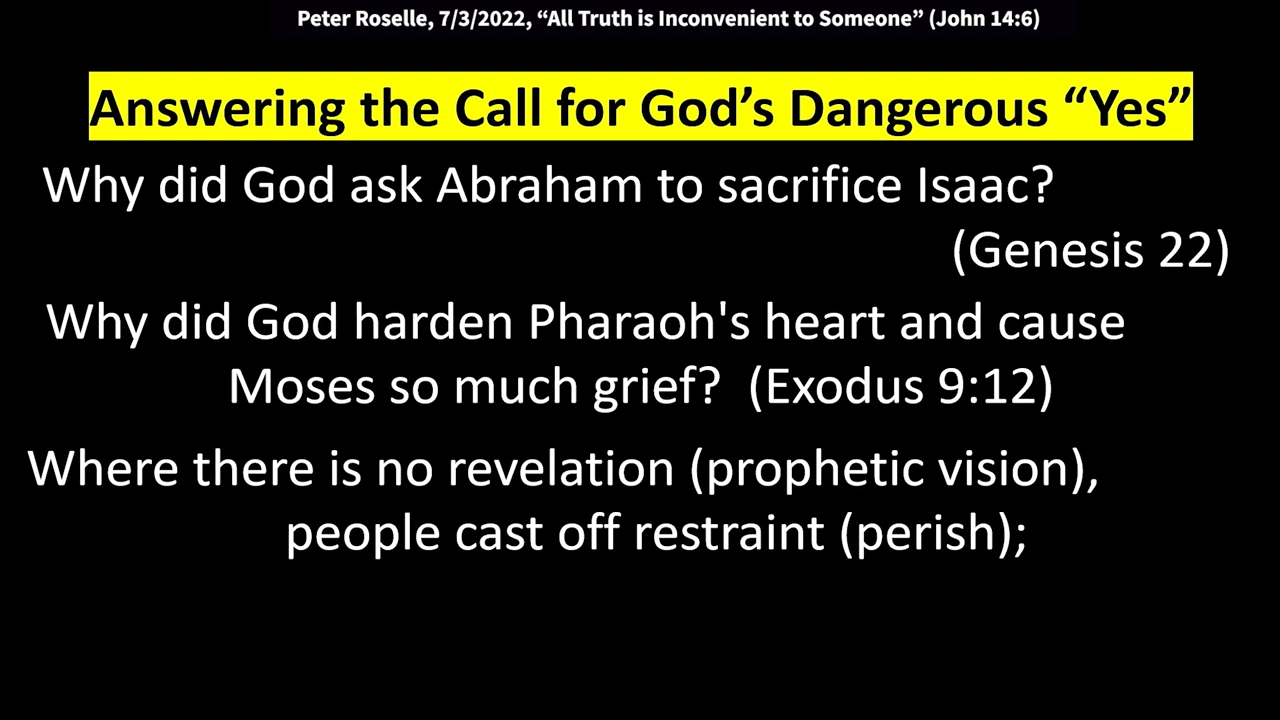 Peter Roselle, 7/3/2022, “All Truth is Inconvenient to Someone” (John 14:6)
Answering the Call for God’s Dangerous “Yes”
Why did God ask Abraham to sacrifice Isaac?
(Genesis 22)
Why did God harden Pharaoh's heart and cause
Moses so much grief? (Exodus 9:12)
Where there is no revelation (prophetic vision),
people cast off restraint (perish);